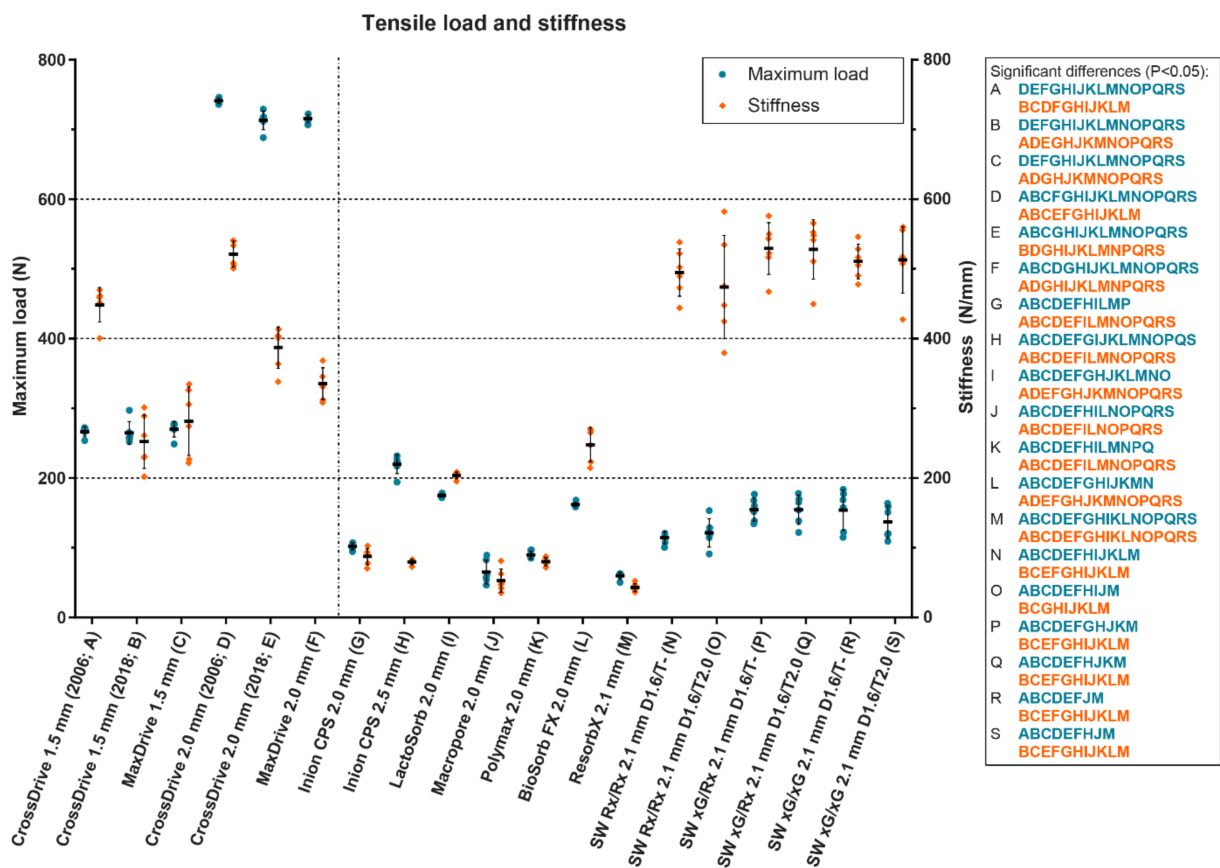 Tensile load and stiffness
800
600
400
200
0
Maximum load (N)
Maximum load
Stiffness
800
600
400
200
0
Stiffness (N/mm)
CrossDrive 1.5 mm (2006; A)
CrossDrive 1.5 mm (2018; B)
MaxDrive 1.5 mm (C)
CrossDrive 2.0 mm (2006; D)
CrossDrive 2.0 mm (2018; E)
MaxDrive 2.0 mm (F)
Inion CPS 2.0 mm (G)
Inion CPS 2.5 mm (H)
LactoSorb 2.0 mm (I)
Macropore 2.0 mm (J)
Polymax 2.0 mm (K)
BioSorb FX 2.0 mm (L)
ResorbX 2.1 mm (M)
SW Rx/Rx 2.1 mm D1.6/T- (N)
SW Rx/Rx 2.1 mm D1.6/T2.0 (O)
SW xG/Rx 2.1 mm D1.6/T- (P)
SW xG/Rx 2.1 mm D1.6/T2.0 (Q)
SW xG/xG 2.1 mm D1.6/T- (R)
SW xG/xG 2.1 mm D1.6/T2.0 (S)
Significant differences (P<0.05):
A DEFGHIJKLMNOPQRS
BCDFGHIJKLM
B DEFGHIJKLMNOPQRS
ADEGHJKMNOPQRS
C DEFGHIJKLMNOPQRS
ADGHJKMNOPQRS
D ABCFGHIJKLMNOPQRS
ABCEFGHIJKLM
E ABCGHIJKLMNOPQRS
BDGHIJKLMNPQRS
F ABCDGHIJKLMNOPQRS
ADGHIJKLMNPQRS
G ABCDEFHILMP
ABCDEFILMNOPQRS
H ABCDEFGIJKLMNOPQS
ABCDEFILMNOPQRS
I ABCDEFGHJKLMNO
ADEFGHJKMNOPQRS
J ABCDEFHILNOPQRS
ABCDEFILNOPQRS
K ABCDEFHILMNPQ
ABCDEFILMNOPQRS
L ABCDEFGHIJKMN
ADEFGHJKMNOPQRS
M ABCDEFGHIKLNOPQRS
ABCDEFGHIKLNOPQRS
N ABCDEFHIJKLM
BCEFGHIJKLM
O ABCDEFHIJM
BCGHIJKLM
P ABCDEFGHJKM
BCEFGHIJKLM
Q ABCDEFHJKM
BCEFGHIJKLM
R ABCDEFJM
BCEFGHIJKLM
S ABCDEFHJM
BCEFGHIJKLM